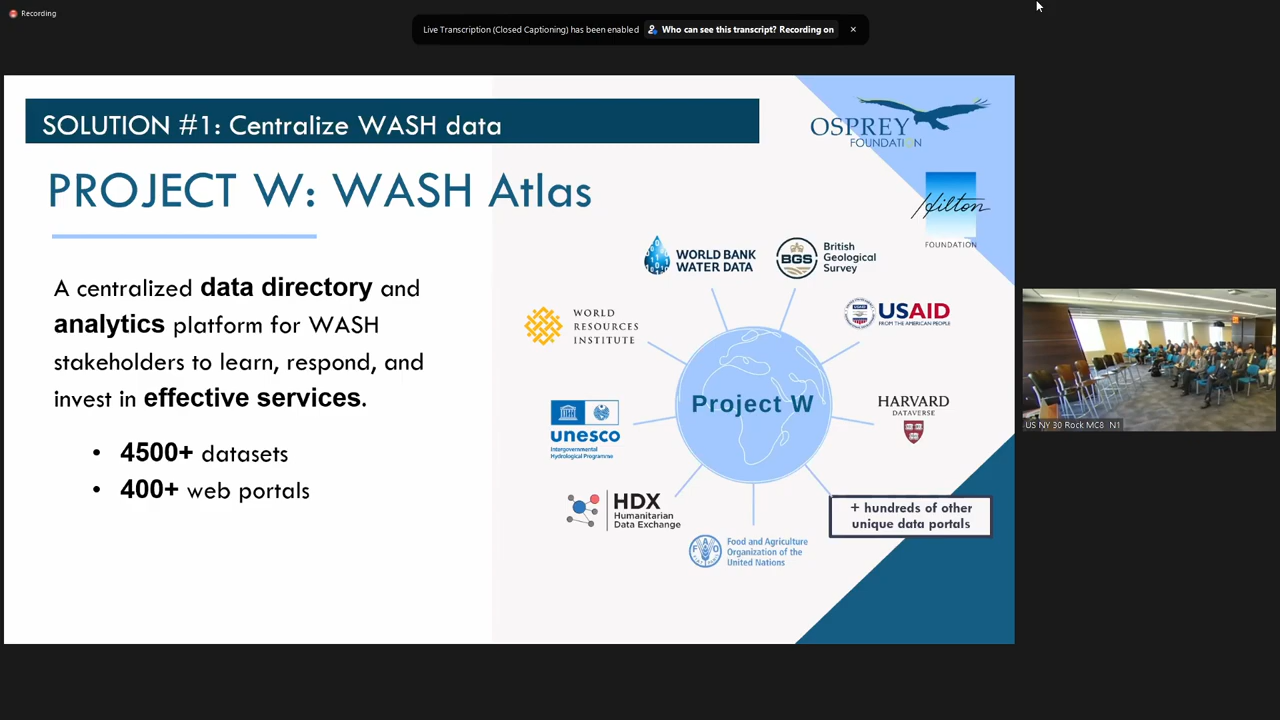 Recording
Live Transcription (Closed Captioning) has been enabled
Who can see this transcript? Recording on
SOLUTION #1: Centralize WASH data
OSPREY
FOUNDATION
PROJECT W: WASH Atlas
Hilton
FOUNDATION
A centralized data directory and
analytics platform for WASH
stakeholders to learn, respond, and
invest in effective services.
• 4500+ datasets
• 400+ web portals
WORLD BANK
WATER DATA
BGS
British
Geological
Survey
WORLD
RESOURCES
INSTITUTE
USAID
FROM THE AMERICAN PEOPLE
Project W
unesco
Intergovernmental
Hydrological Programme
HARVARD
DATAVERSE
HDX
Humanitarian
Data Exchange
+ hundreds of other
unique data portals
FAO
Food and Agriculture
Organization of the
United Nations
US NY 30 Rock MC8 N1